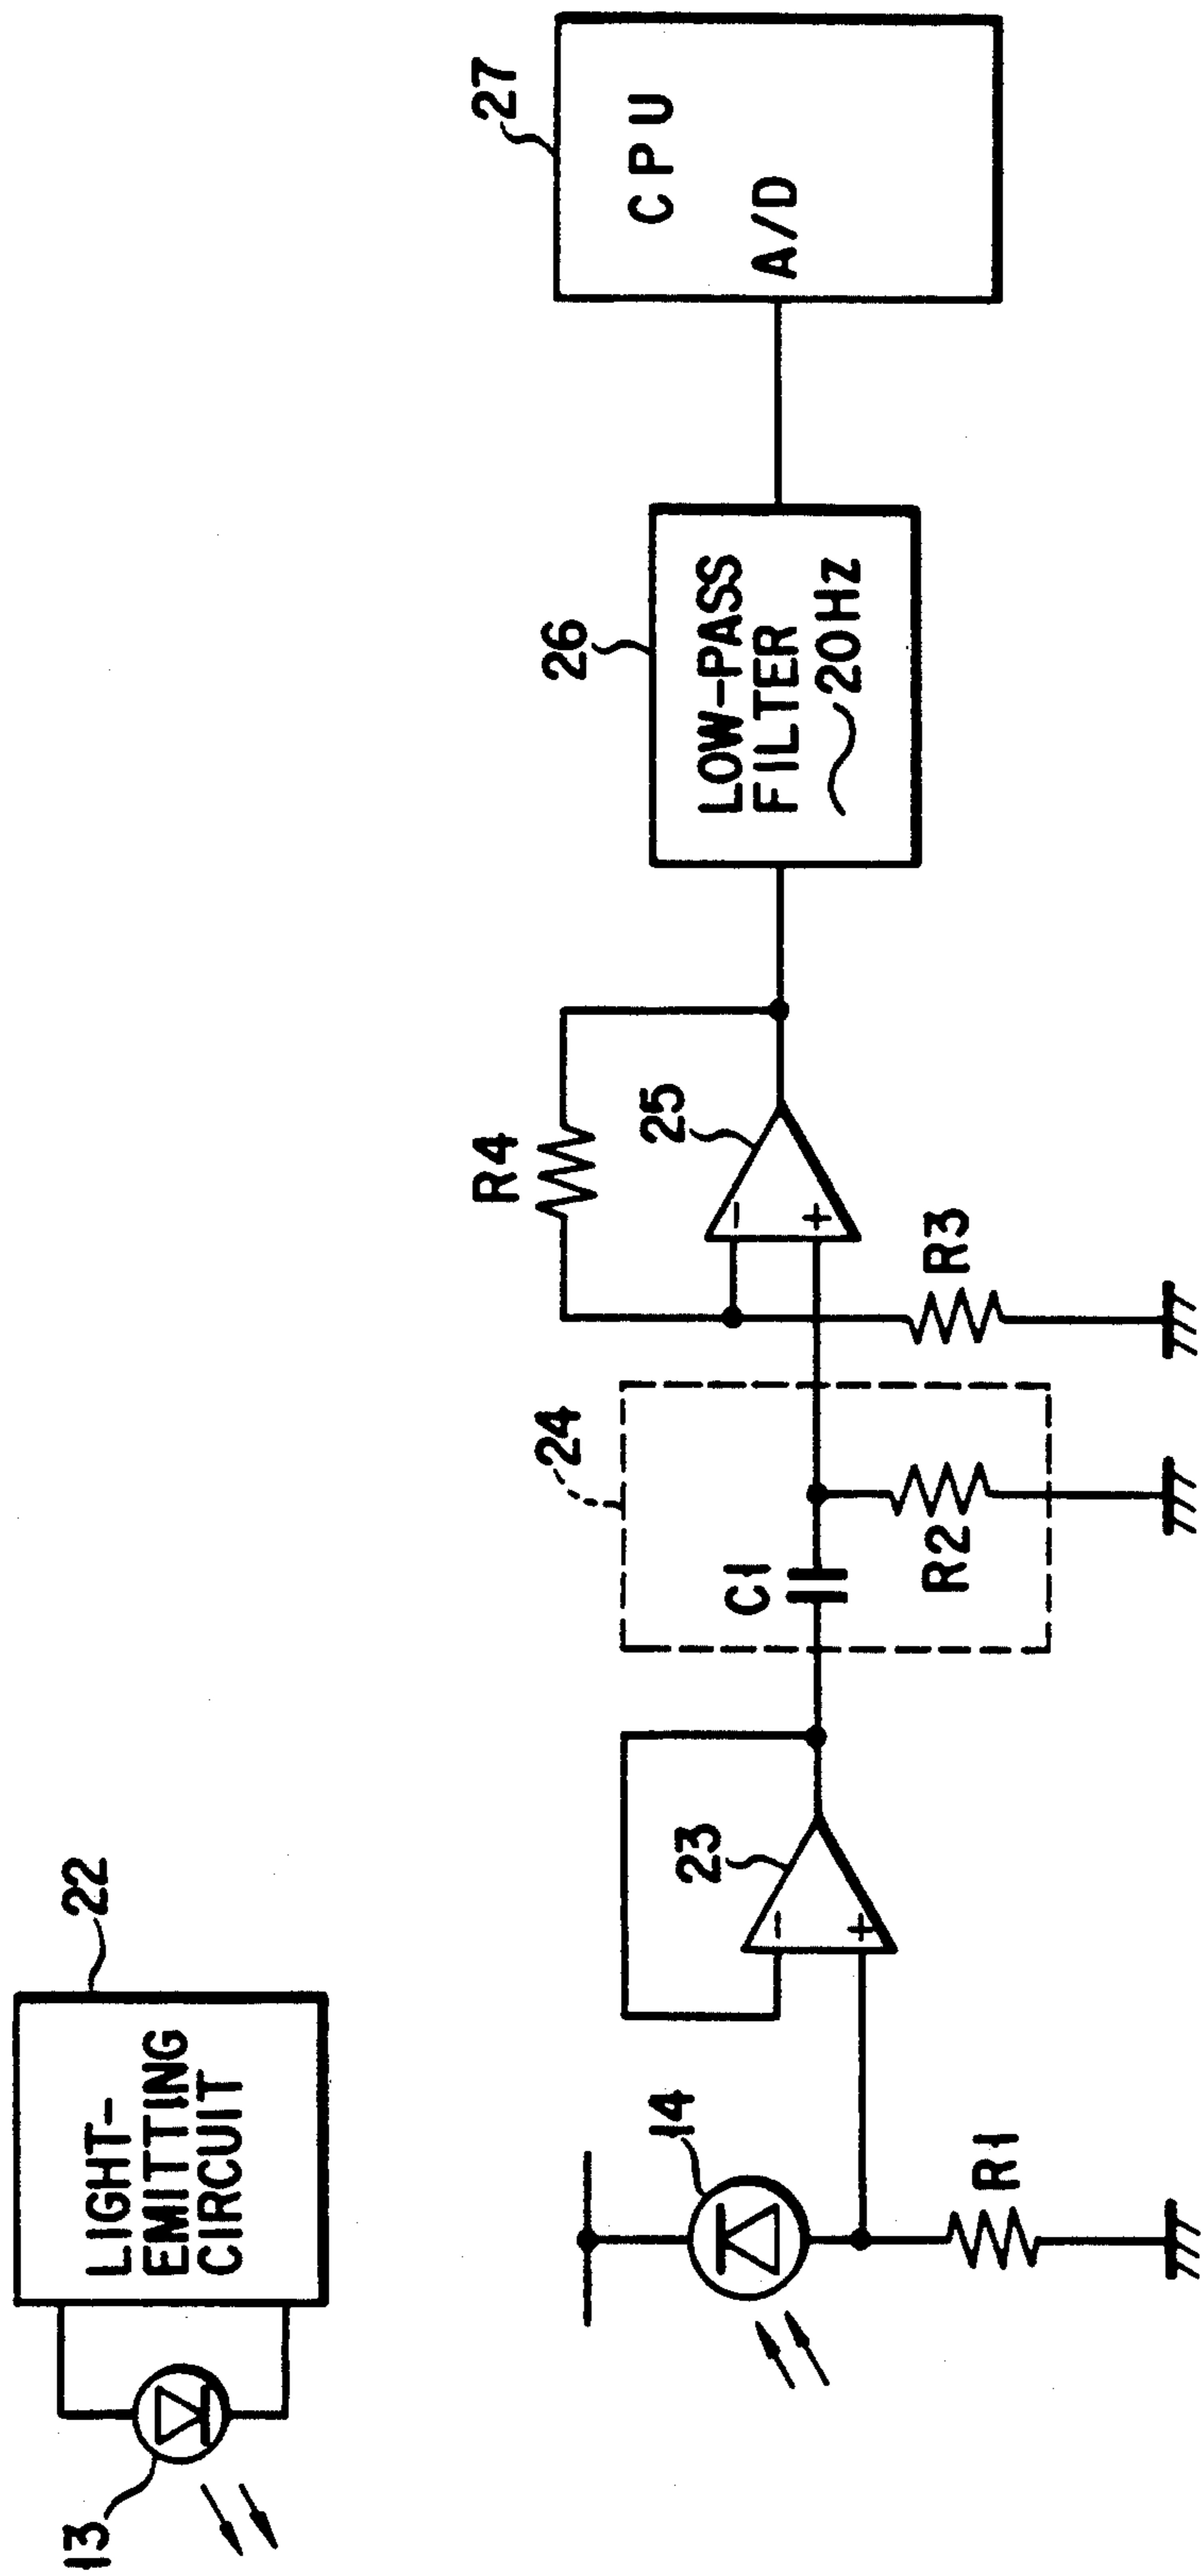 13
22
LIGHT-
EMITTING
CIRCUIT
14
R1
23
-
+
24
C1
R2
R4
25
-
+
R3
26
LOW-PASS
FILTER
~20Hz
27
CPU
A/D